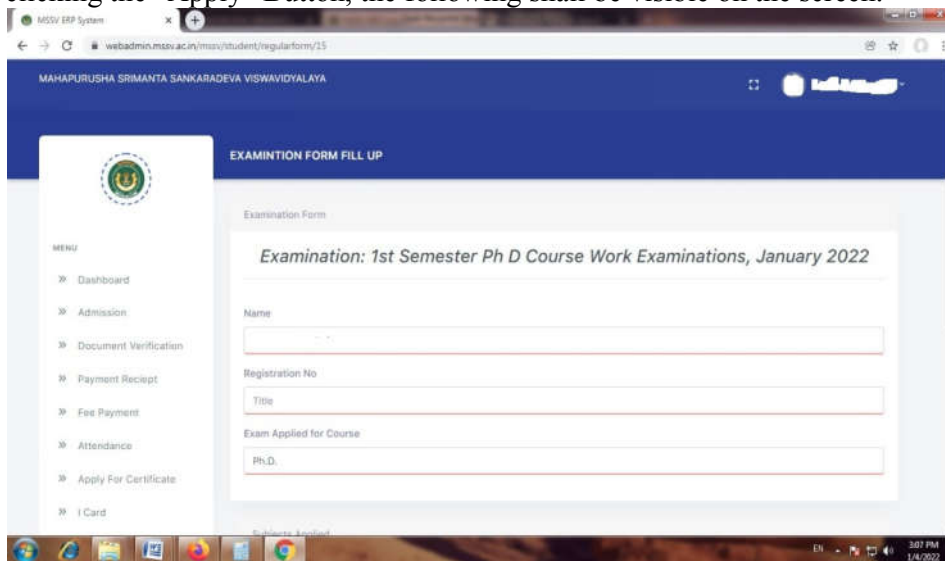 clicking the "Apply" Button, the following shall be visible on the screen:
MSSV ERP System
webadmin.mssv.ac.in/mssv/student/regularform/15
MAHAPURUSHA SRIMANTA SANKARADEVA VISWAVIDYALAYA
EXAMINTION FORM FILL UP
Examination Form
MENU
Examination: 1st Semester Ph D Course Work Examinations, January 2022
Dashboard
Admission
Name
Document Verification
Payment Reciept
Registration No
Title
Fee Payment
Attendance
Exam Applied for Course
Ph.D.
Apply For Certificate
I Card
Subjects Applied
EN
3:07 PM
1/4/2022